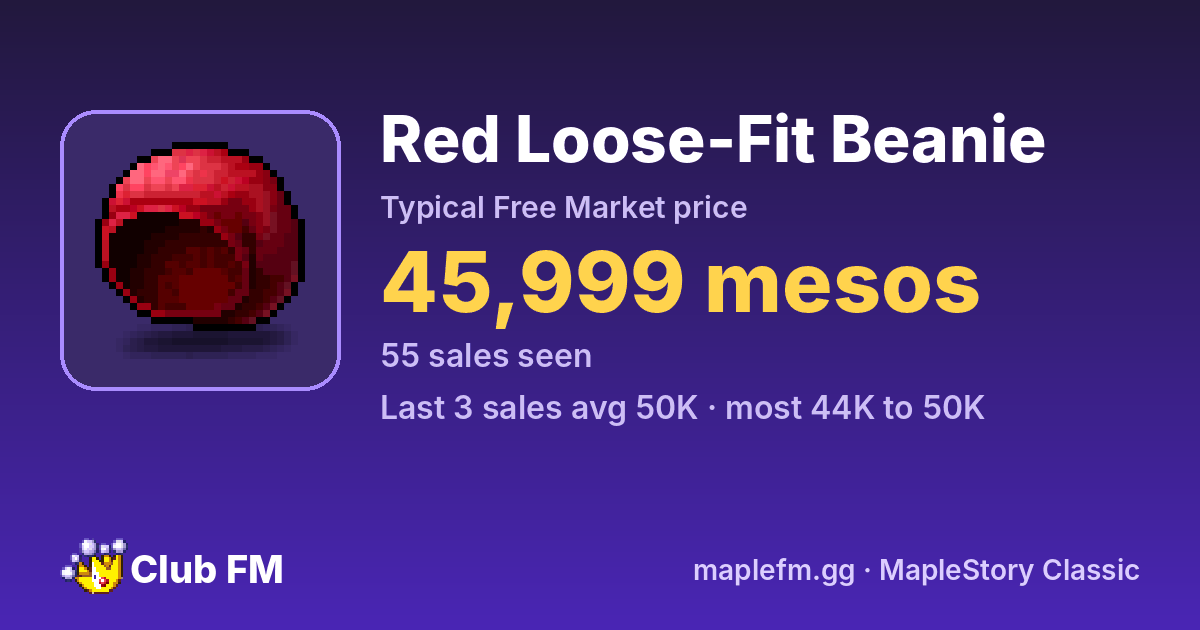 Red Loose-Fit Beanie
Typical Free Market price
45,999 mesos
55 sales seen
Last 3 sales avg 50K · most 44K to 50K
Club FM
maplefm.gg · MapleStory Classic